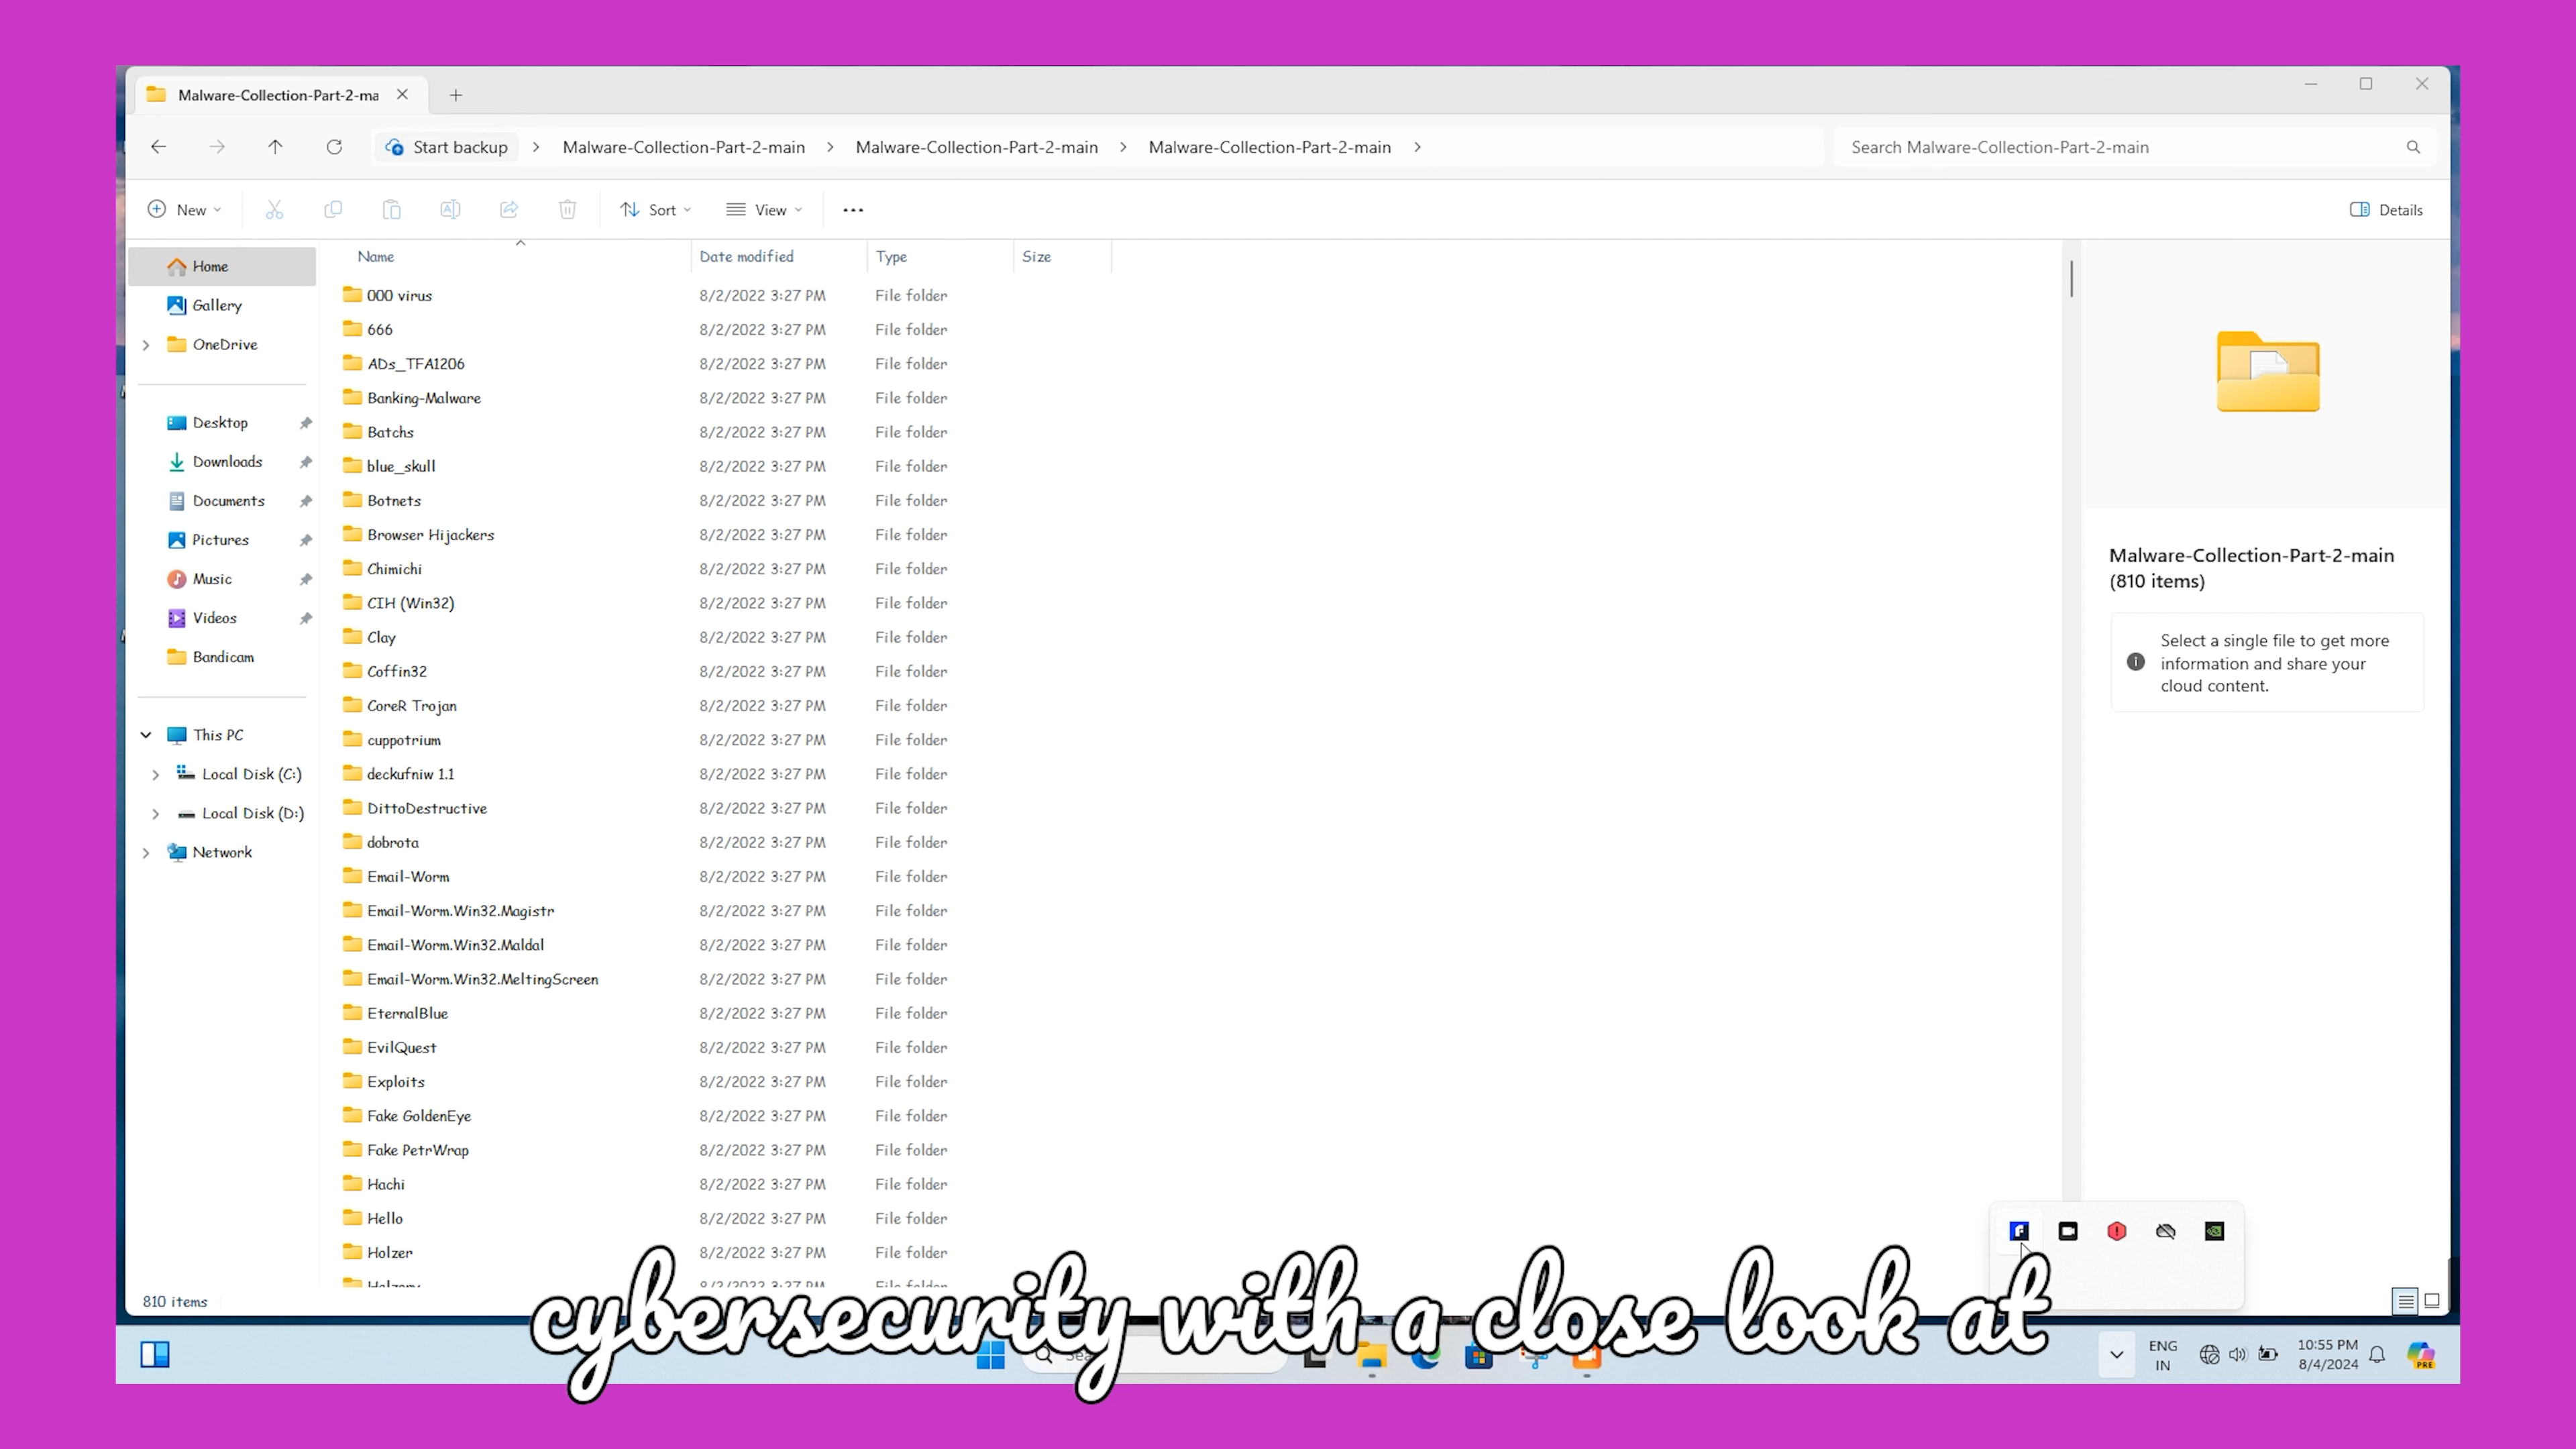 Malware-Collection-Part-2-ma
Start backup > Malware-Collection-Part-2-main > Malware-Collection-Part-2-main > Malware-Collection-Part-2-main >
Search Malware-Collection-Part-2-main
New Sort View ... Details
Home
Gallery
OneDrive
Desktop
Downloads
Documents
Pictures
Music
Videos
Bandicam
This PC
Local Disk (C:)
Local Disk (D:)
Network
Name Date modified Type Size
000 virus 8/2/2022 3:27 PM File folder
666 8/2/2022 3:27 PM File folder
ADs_TFA1206 8/2/2022 3:27 PM File folder
Banking-Malware 8/2/2022 3:27 PM File folder
Batchs 8/2/2022 3:27 PM File folder
blue_skull 8/2/2022 3:27 PM File folder
Botnets 8/2/2022 3:27 PM File folder
Browser Hijackers 8/2/2022 3:27 PM File folder
Chimichi 8/2/2022 3:27 PM File folder
CIH (Win32) 8/2/2022 3:27 PM File folder
Clay 8/2/2022 3:27 PM File folder
Coffin32 8/2/2022 3:27 PM File folder
CoreR Trojan 8/2/2022 3:27 PM File folder
cuppotrium 8/2/2022 3:27 PM File folder
deckufniw 1.1 8/2/2022 3:27 PM File folder
DittoDestructive 8/2/2022 3:27 PM File folder
dobrota 8/2/2022 3:27 PM File folder
Email-Worm 8/2/2022 3:27 PM File folder
Email-Worm.Win32.Magistr 8/2/2022 3:27 PM File folder
Email-Worm.Win32.Maldal 8/2/2022 3:27 PM File folder
Email-Worm.Win32.MeltingScreen 8/2/2022 3:27 PM File folder
EternalBlue 8/2/2022 3:27 PM File folder
EvilQuest 8/2/2022 3:27 PM File folder
Exploits 8/2/2022 3:27 PM File folder
Fake GoldenEye 8/2/2022 3:27 PM File folder
Fake PetrWrap 8/2/2022 3:27 PM File folder
Hachi 8/2/2022 3:27 PM File folder
Hello 8/2/2022 3:27 PM File folder
Holzer 8/2/2022 3:27 PM File folder
Malware-Collection-Part-2-main
(810 items)
Select a single file to get more
information and share your
cloud content.
810 items
cybersecurity with a close look at
ENG
IN
10:55 PM
8/4/2024
PRE